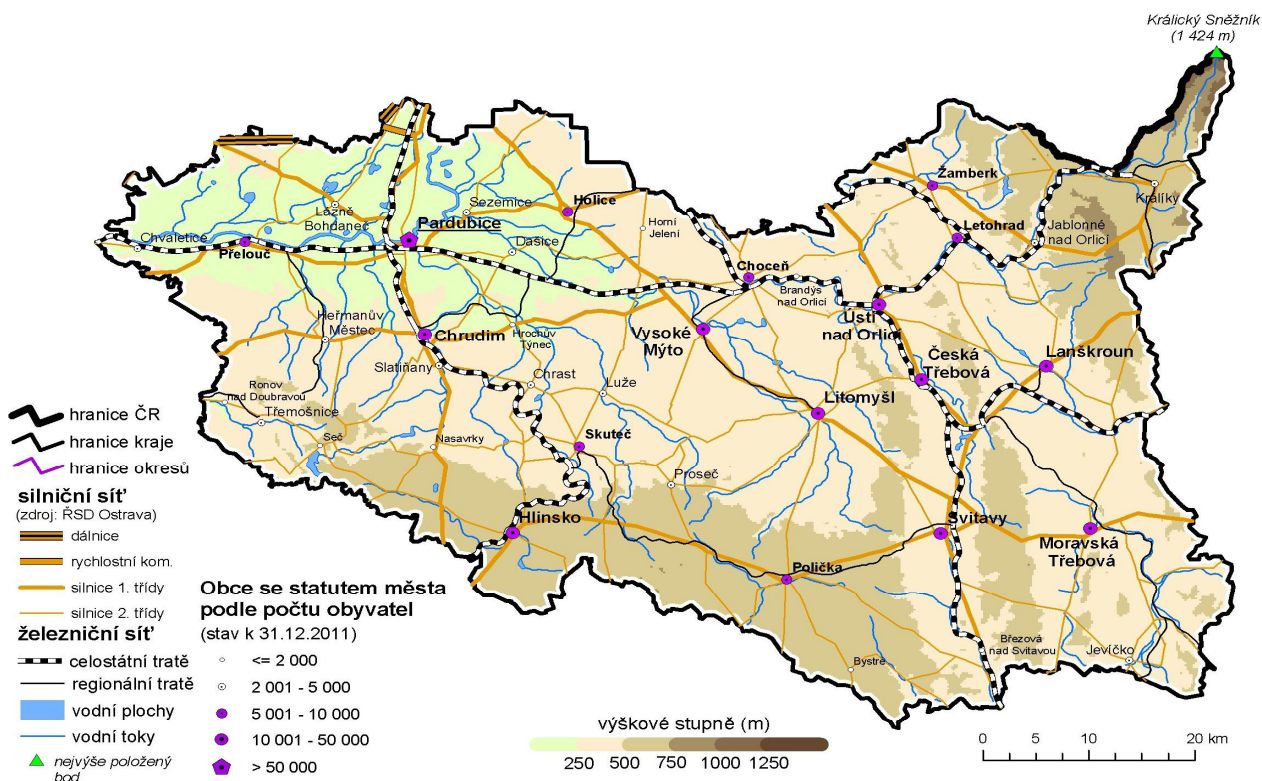 Králický Sněžník
(1 424 m)
Žamberk
Králíky
Lázně
Bohdaneč
Sezemice
Holice
Horní
Jelení
Letohrad
Jablonné
nad Orlicí
Chvaletice
Přelouč
Pardubice
Dašice
Choceň
Brandýs
nad Orlicí
Ústí
nad Orlicí
Heřmanův
Městec
Chrudim
Hrochův
Týnec
Vysoké
Mýto
Česká
Třebová
Lanškroun
Slatiňany
Chrast
Luže
Litomyšl
Ronov
nad Doubravou
Třemošnice
Seč
Nasavrky
Skuteč
Proseč
Hlinsko
Svitavy
Moravská
Třebová
Polička
Bystré
Březová
nad Svitavou
Jevíčko
hranice ČR
hranice kraje
hranice okresů
silniční síť
(zdroj: ŘSD Ostrava)
dálnice
rychlostní kom.
silnice 1. třídy
silnice 2. třídy
železniční síť
celostátní tratě
regionální tratě
vodní plochy
vodní toky
nejvýše položený
bod
Obce se statutem města
podle počtu obyvatel
(stav k 31.12.2011)
<= 2 000
2 001 - 5 000
5 001 - 10 000
10 001 - 50 000
> 50 000
výškové stupně (m)
250 500 750 1000 1250
0 5 10 20 km